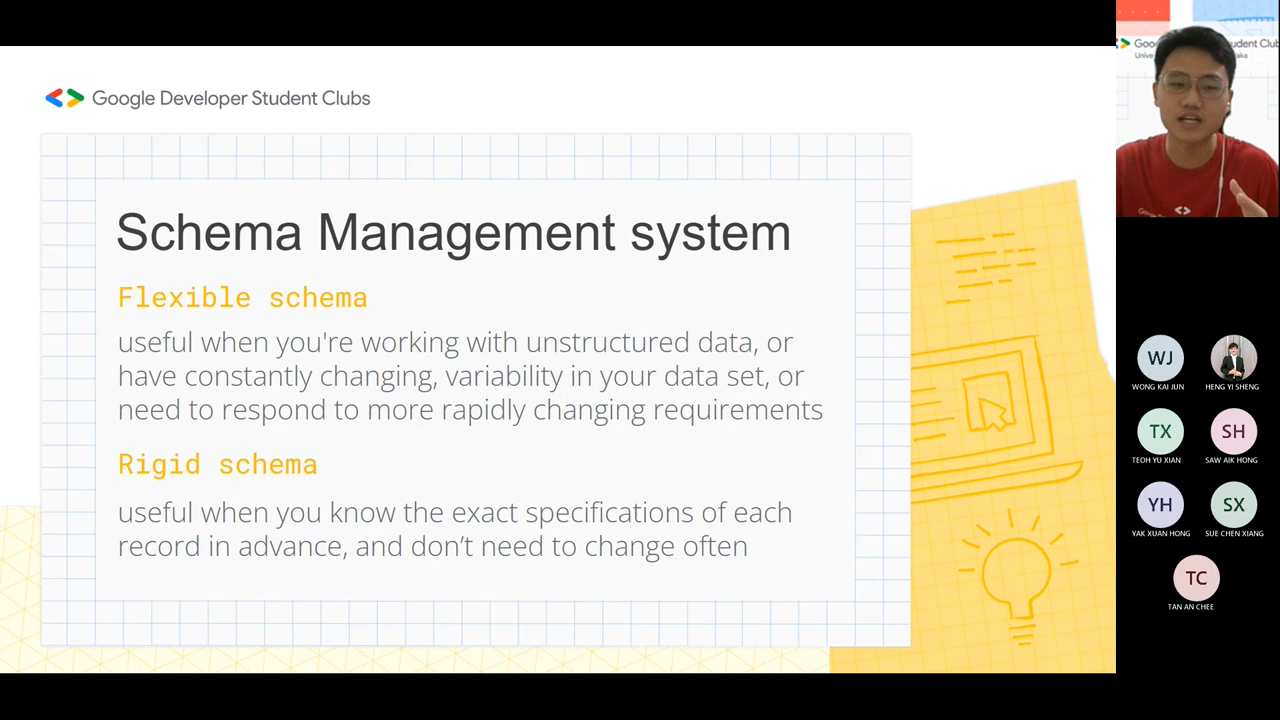 Google Developer Student Clubs
Schema Management system
Flexible schema
useful when you're working with unstructured data, or
have constantly changing, variability in your data set, or
need to respond to more rapidly changing requirements
Rigid schema
useful when you know the exact specifications of each
record in advance, and don’t need to change often
WJ
WONG KAI JUN
HENG YI SHENG
TX
TEOH YU XIAN
SH
SAW AIK HONG
YH
YAK XUAN HONG
SX
SUE CHEN XIANG
TC
TAN AN CHEE